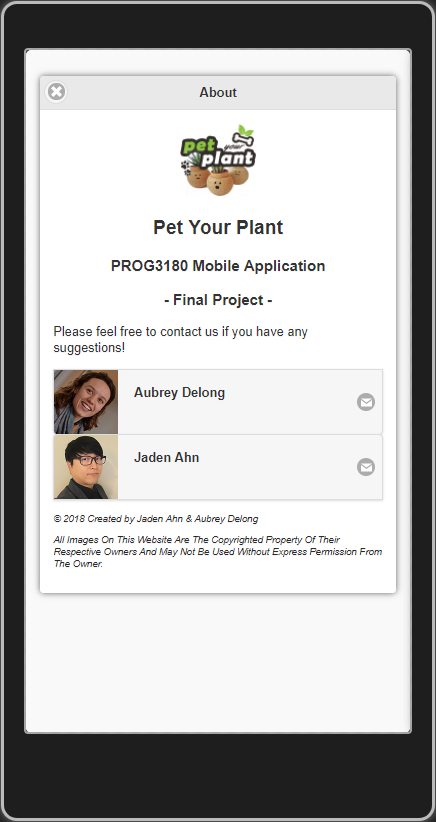 About
pet your
plant
Pet Your Plant
PROG3180 Mobile Application
- Final Project -
Please feel free to contact us if you have any
suggestions!
Aubrey Delong
Jaden Ahn
© 2018 Created by Jaden Ahn & Aubrey Delong
All Images On This Website Are The Copyrighted Property Of Their
Respective Owners And May Not Be Used Without Express Permission From
The Owner.